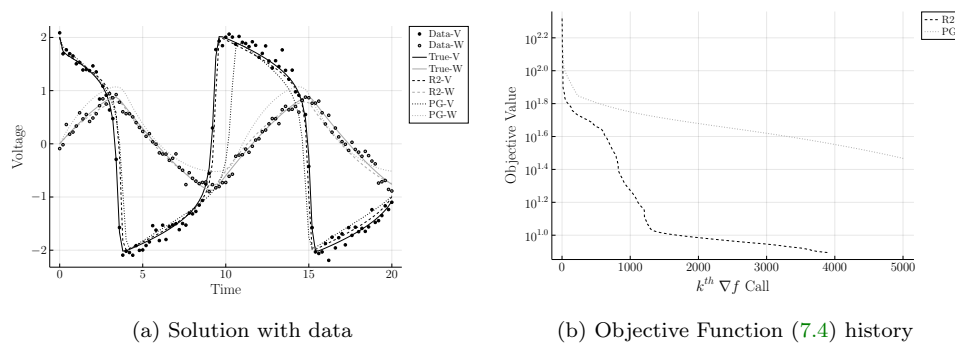 Voltage
2
1
0
−1
−2
0
5
10
15
20
Time
Data-V
Data-W
True-V
True-W
R2-V
R2-W
PG-V
PG-W
(a) Solution with data
Objective Value
10^2.2
10^2.0
10^1.8
10^1.6
10^1.4
10^1.2
10^1.0
0
1000
2000
3000
4000
5000
k^th ∇f Call
R2
PG
(b) Objective Function (7.4) history